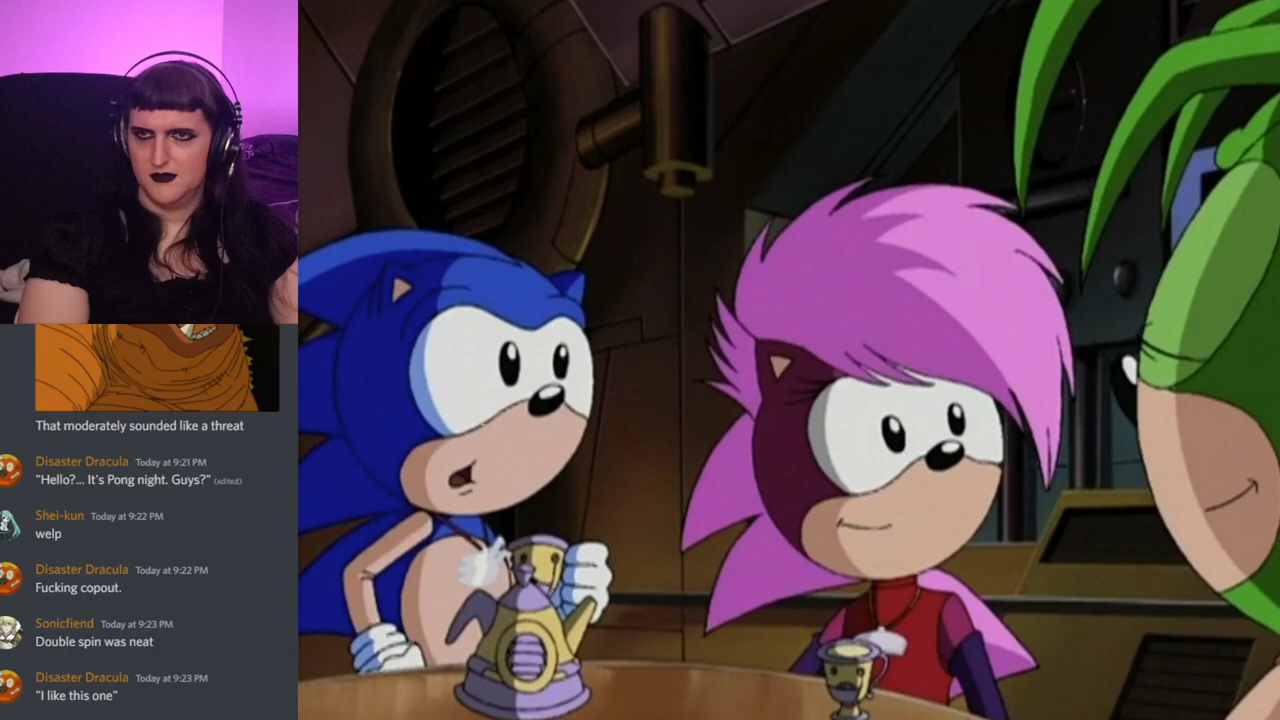 That moderately sounded like a threat
Disaster Dracula Today at 9:21 PM
"Hello?... It's Pong night. Guys?" (edited)
Shei-kun Today at 9:22 PM
welp
Disaster Dracula Today at 9:22 PM
Fucking copout.
Sonicfiend Today at 9:23 PM
Double spin was neat
Disaster Dracula Today at 9:23 PM
"I like this one"